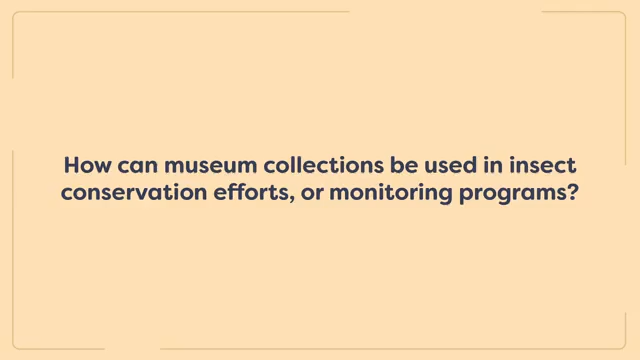 How can museum collections be used in insect
conservation efforts, or monitoring programs?